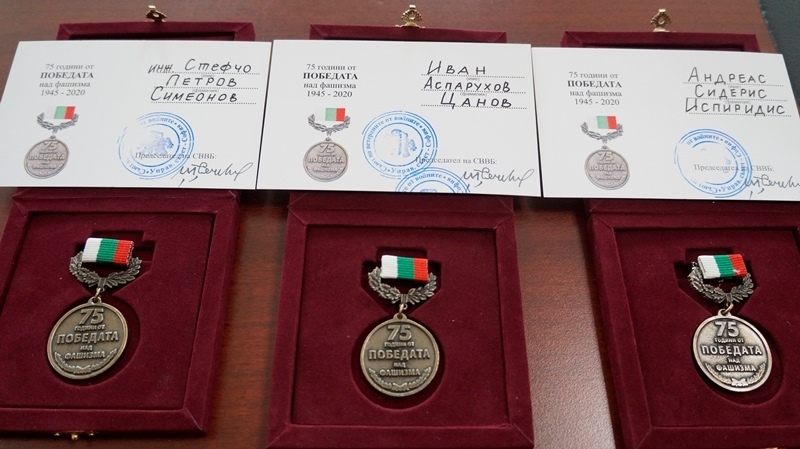 75 години от
ПОБЕДАТА
над фашизма
1945 - 2020
инж Стефчо
Петров
Симеонов
Председател на СВВБ:
75 години от
ПОБЕДАТА
над фашизма
1945 - 2020
Иван
Аспарухов
Цанов
Председател на СВВБ:
75 години от
ПОБЕДАТА
над фашизма
1945 - 2020
Андреас
Сидерис
Испиридис
Председател на СВВБ:
75
ГОДИНИ ОТ
ПОБЕДАТА
НАД
ФАШИЗМА
75
ГОДИНИ ОТ
ПОБЕДАТА
НАД
ФАШИЗМА
75
ГОДИНИ ОТ
ПОБЕДАТА
НАД
ФАШИЗМА